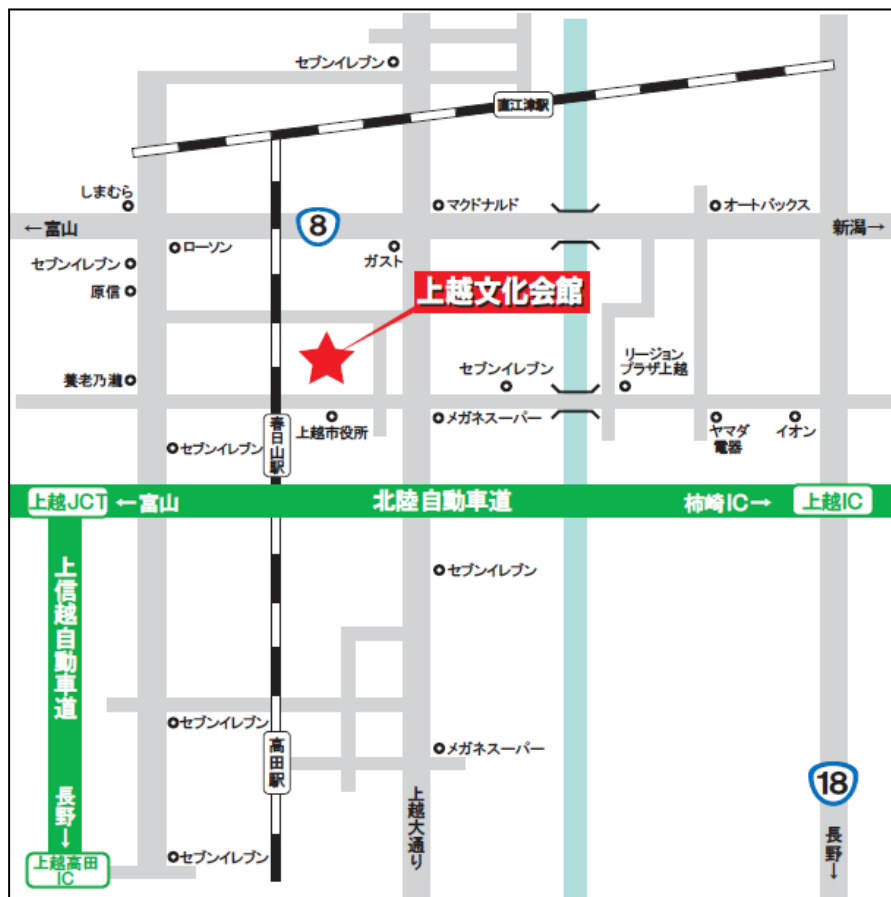 セブンイレブン
直江津駅
しまむら
マクドナルド
オートバックス
8
←富山
新潟→
ローソン
ガスト
セブンイレブン
原信
上越文化会館
リージョン
プラザ上越
セブンイレブン
養老乃瀧
春日山駅
上越市役所
メガネスーパー
ヤマダ
電器
イオン
セブンイレブン
上越JCT
←富山
北陸自動車道
柿崎IC→
上越IC
上信越自動車道
長野→
セブンイレブン
セブンイレブン
高田駅
メガネスーパー
上越大通り
18
長野→
セブンイレブン
上越高田
IC